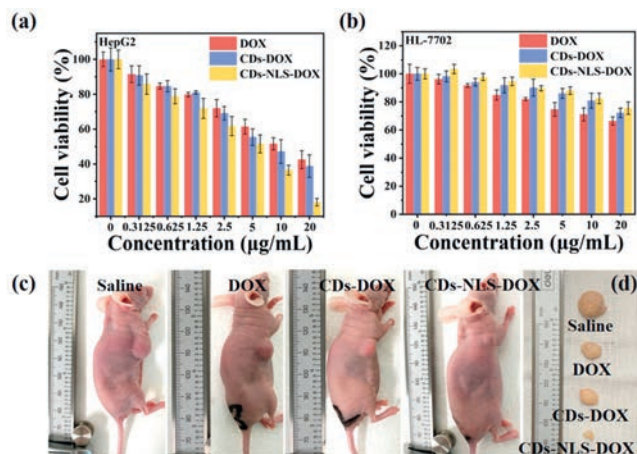 (a)
HepG2
DOX
CDs-DOX
CDs-NLS-DOX
Cell viability (%)
100
80
60
40
20
0 0.3125 0.625 1.25 2.5 5 10 20
Concentration (μg/mL)
(b)
HL-7702
DOX
CDs-DOX
CDs-NLS-DOX
Cell viability (%)
140
120
100
80
60
40
20
0
0 0.3125 0.625 1.25 2.5 5 10 20
Concentration (μg/mL)
(c)
Saline
DOX
CDs-DOX
CDs-NLS-DOX
(d)
Saline
DOX
CDs-DOX
CDs-NLS-DOX